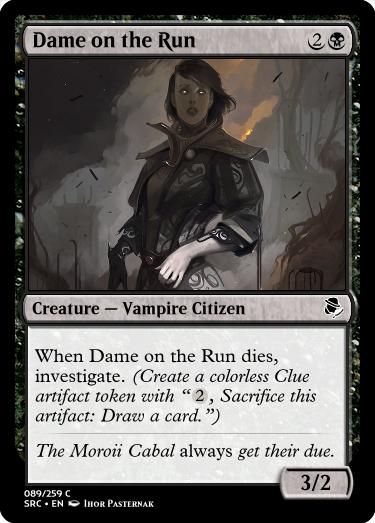 Dame on the Run 2
Creature — Vampire Citizen
When Dame on the Run dies,
investigate. (Create a colorless Clue
artifact token with “2, Sacrifice this
artifact: Draw a card.”)
The Moroii Cabal always get their due.
3/2
089/259 C
SRC • EN Ihor Pasternak